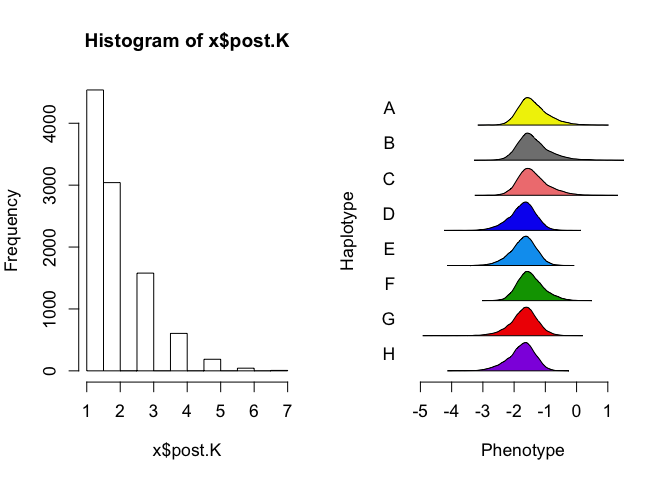 Histogram of x$post.K
Frequency
0 1000 2000 3000 4000
1 2 3 4 5 6 7
x$post.K
Haplotype
A
B
C
D
E
F
G
H
-5 -4 -3 -2 -1 0 1
Phenotype